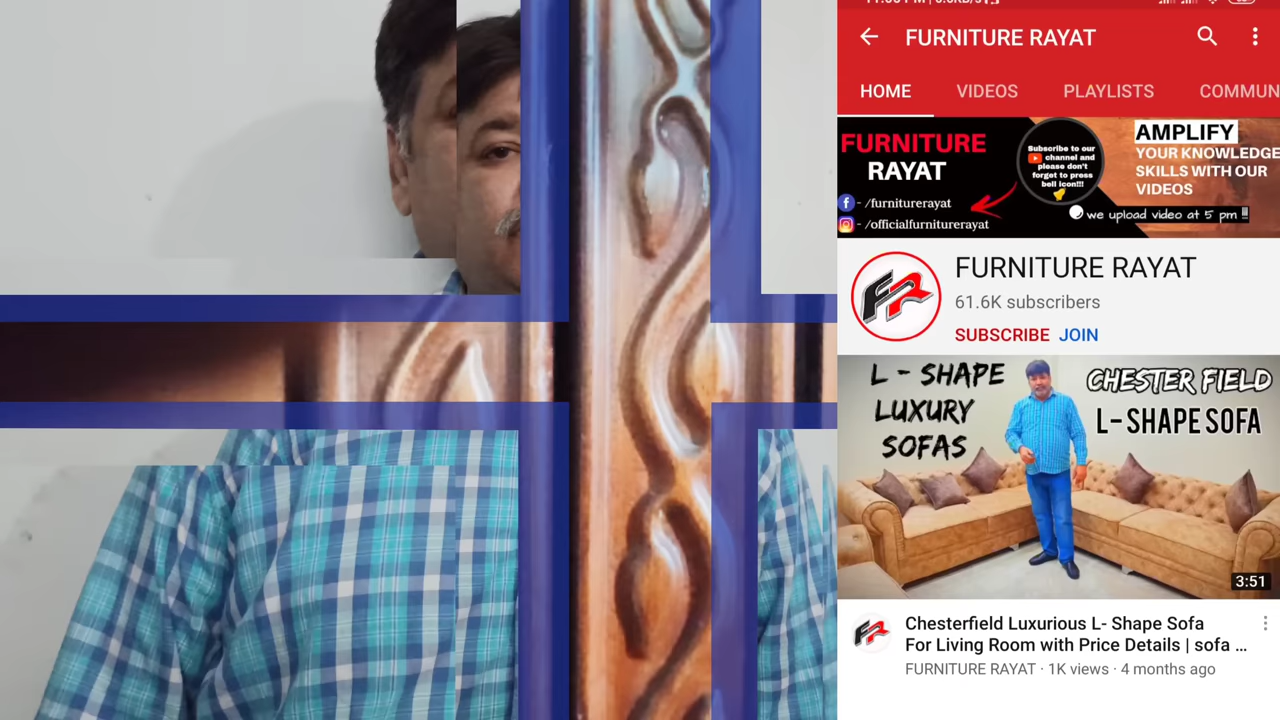 FURNITURE RAYAT
HOME VIDEOS PLAYLISTS COMMUN
FURNITURE
RAYAT
- /furniturerayat
- /officialfurniturerayat
Subscribe to our
channel and
please don't
forget to press
bell icon!!!
AMPLIFY
YOUR KNOWLEDGE
SKILLS WITH OUR
VIDEOS
we upload video at 5 pm !!
FURNITURE RAYAT
61.6K subscribers
SUBSCRIBE JOIN
L - SHAPE
LUXURY
SOFAS
CHESTER FIELD
L-SHAPE SOFA
3:51
Chesterfield Luxurious L- Shape Sofa
For Living Room with Price Details | sofa ...
FURNITURE RAYAT · 1K views · 4 months ago